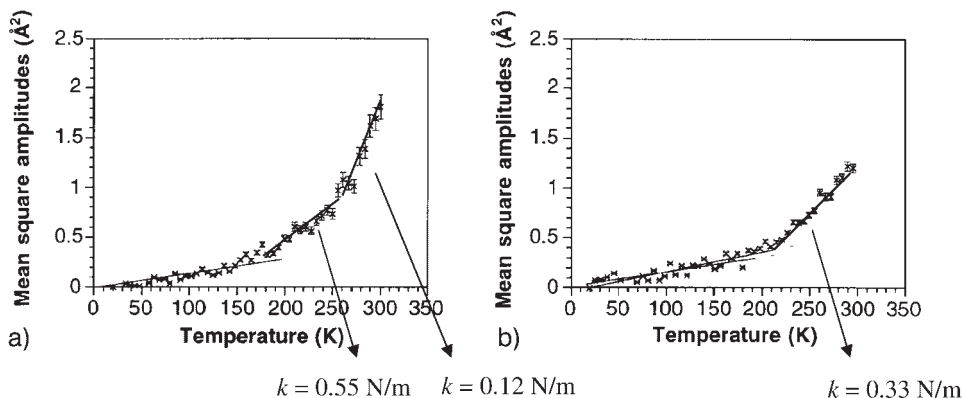 Mean square amplitudes (Å²)
2.5
2
1.5
1
0.5
0
0 50 100 150 200 250 300 350
Temperature (K)
a)
k = 0.55 N/m
k = 0.12 N/m
Mean square amplitudes (Å²)
2.5
2
1.5
1
0.5
0
0 50 100 150 200 250 300 350
Temperature (K)
b)
k = 0.33 N/m